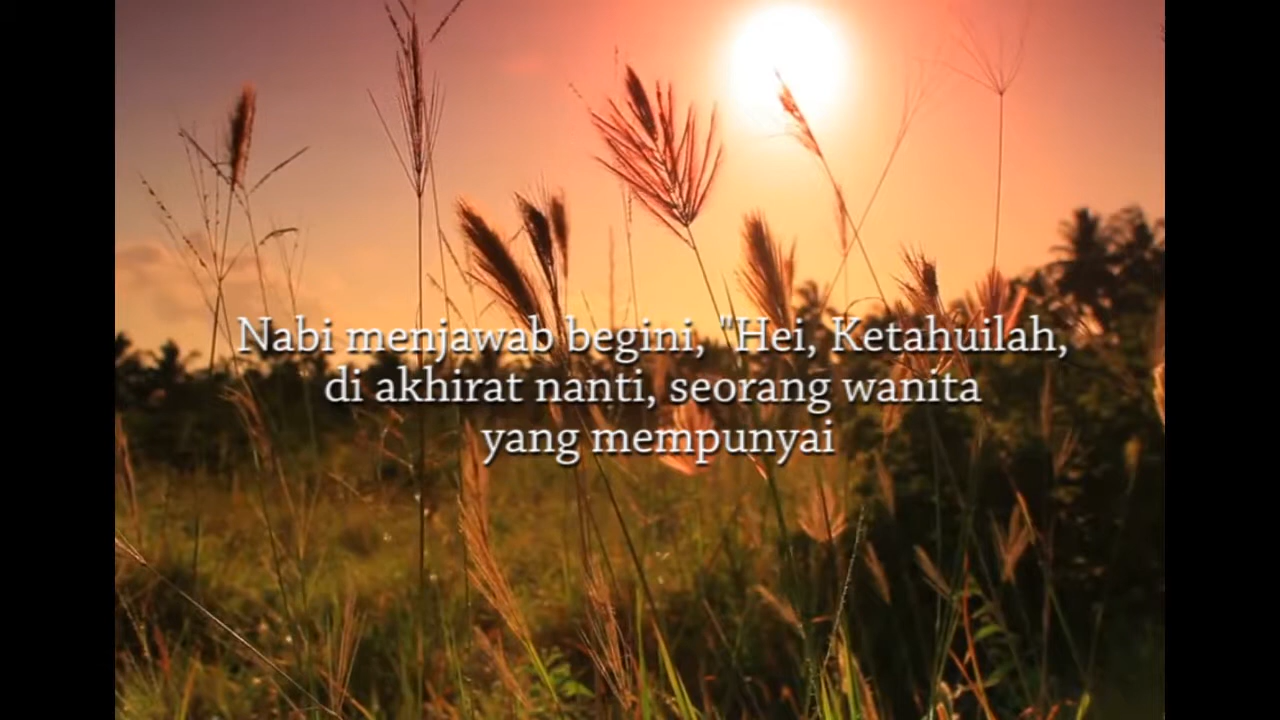 Nabi menjawab begini, "Hei, Ketahuilah,
di akhirat nanti, seorang wanita
yang mempunyai